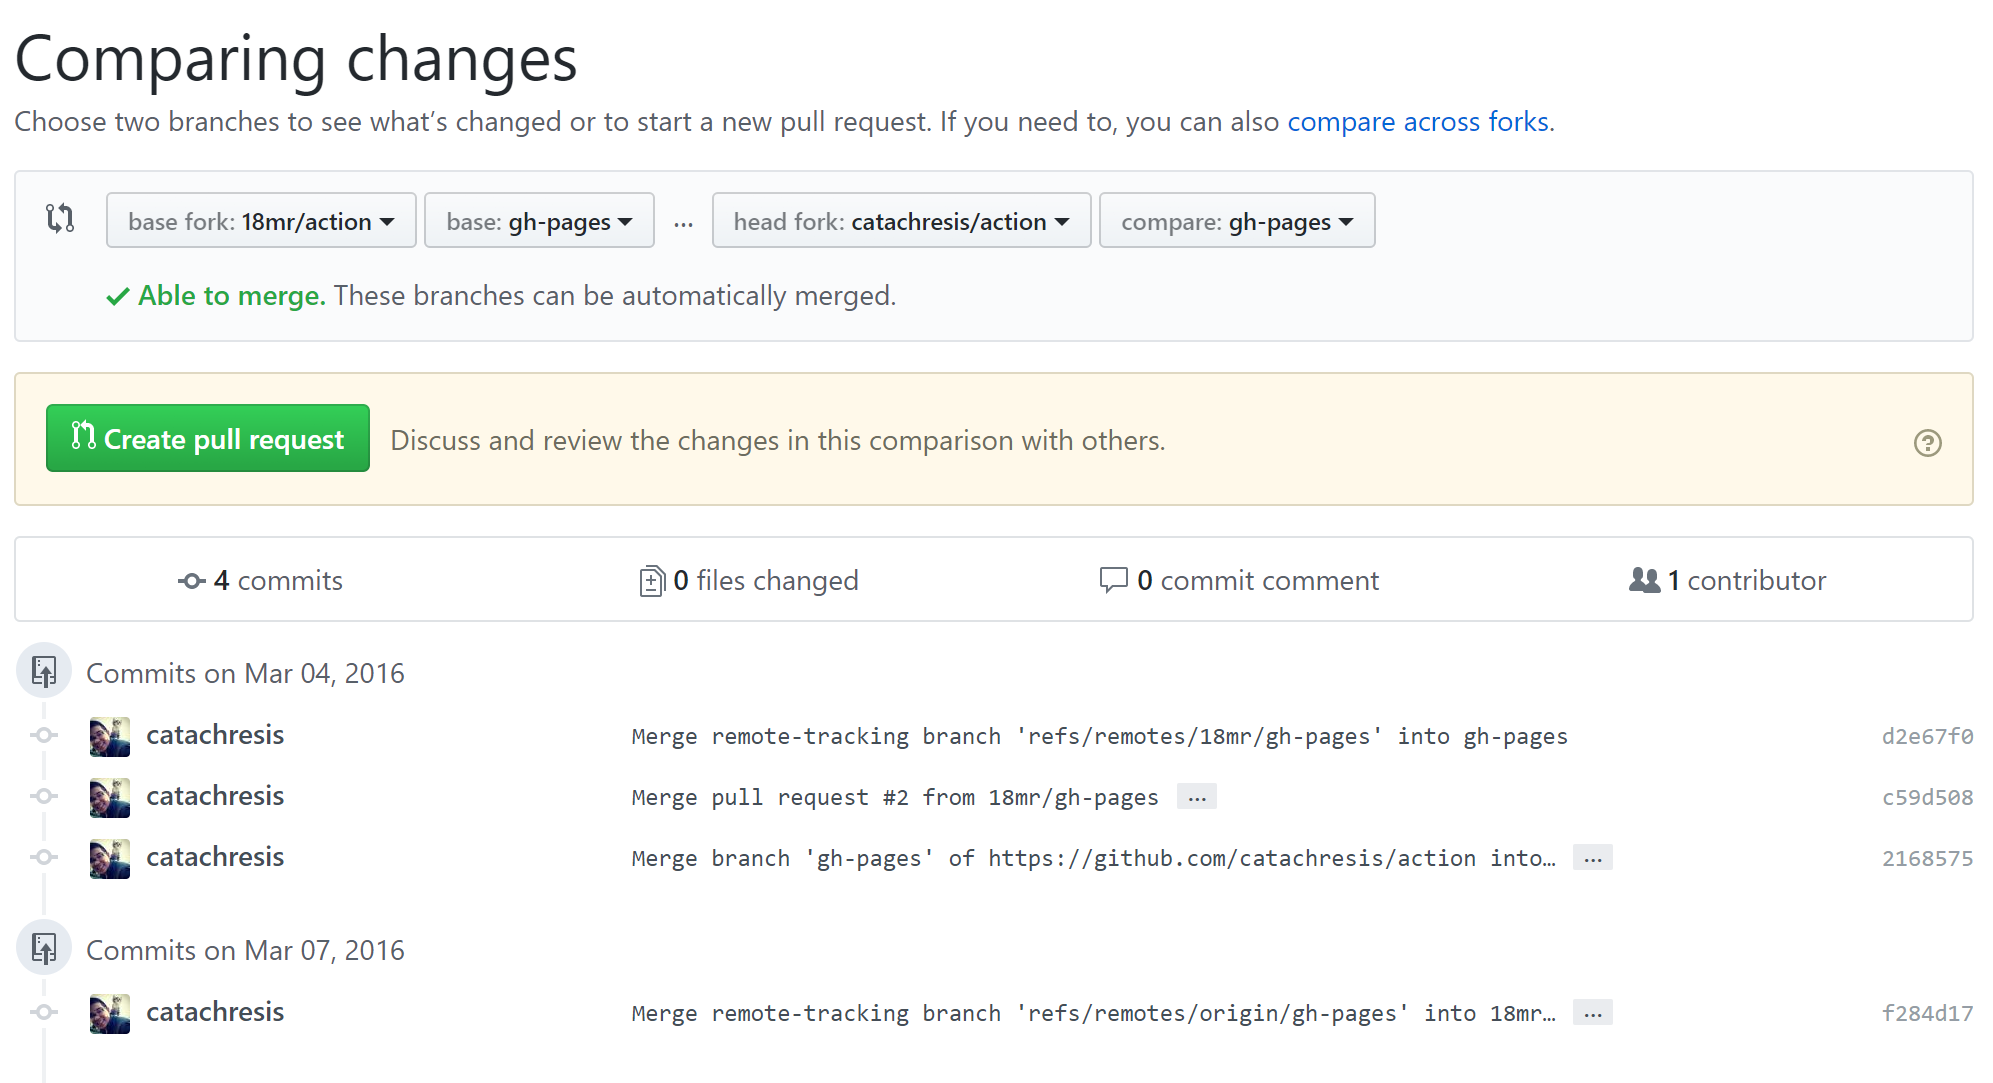 Comparing changes
Choose two branches to see what’s changed or to start a new pull request. If you need to, you can also compare across forks.
base fork: 18mr/action base: gh-pages ... head fork: catachresis/action compare: gh-pages
Able to merge. These branches can be automatically merged.
Create pull request Discuss and review the changes in this comparison with others.
4 commits 0 files changed 0 commit comment 1 contributor
Commits on Mar 04, 2016
catachresis Merge remote-tracking branch 'refs/remotes/18mr/gh-pages' into gh-pages d2e67f0
catachresis Merge pull request #2 from 18mr/gh-pages ... c59d508
catachresis Merge branch 'gh-pages' of https://github.com/catachresis/action into… ... 2168575
Commits on Mar 07, 2016
catachresis Merge remote-tracking branch 'refs/remotes/origin/gh-pages' into 18mr… ... f284d17